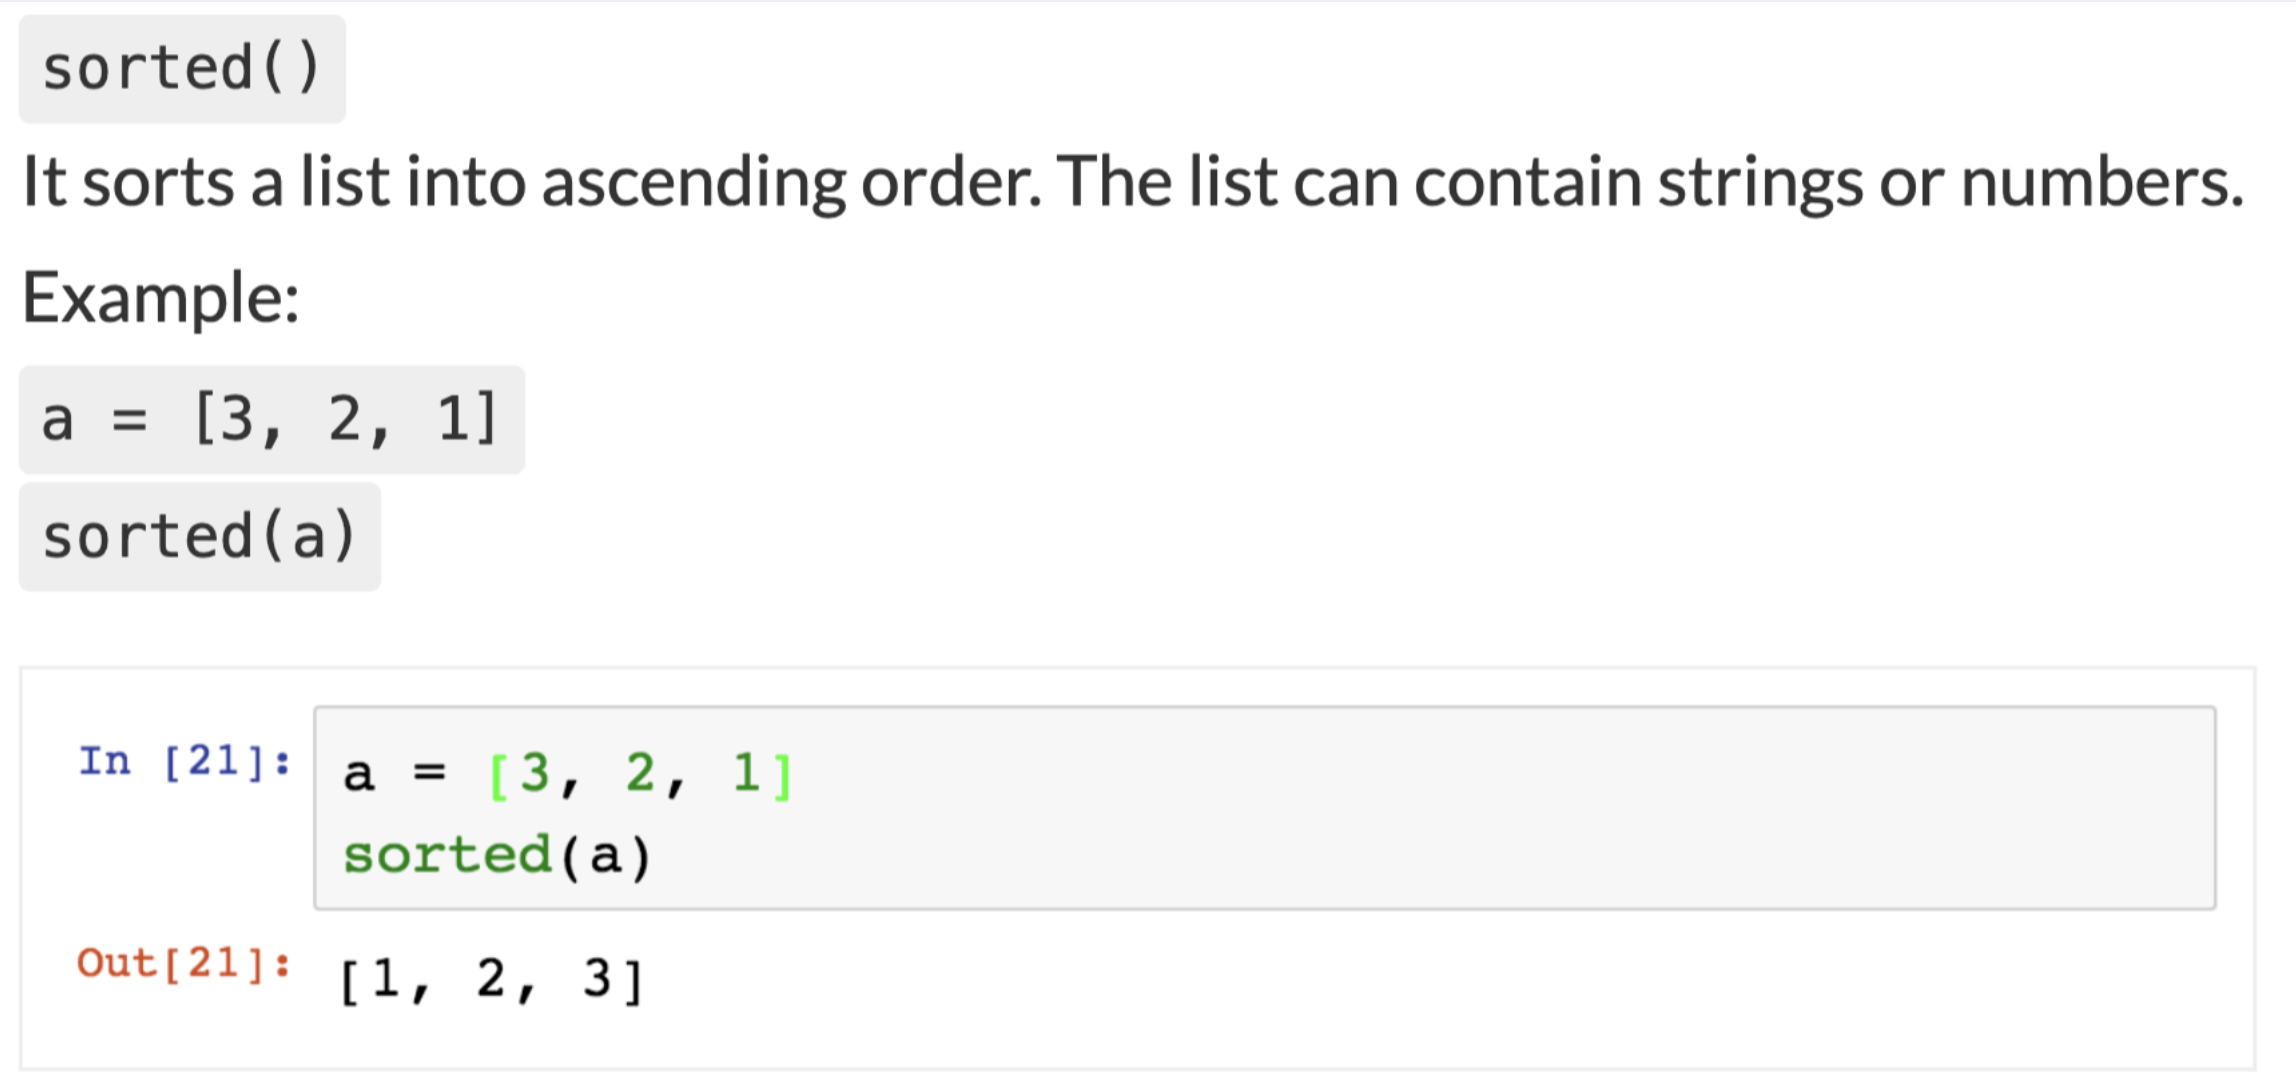 sorted()
It sorts a list into ascending order. The list can contain strings or numbers.
Example:
a = [3, 2, 1]
sorted(a)
In [21]: a = [3, 2, 1]
sorted(a)
Out[21]: [1, 2, 3]